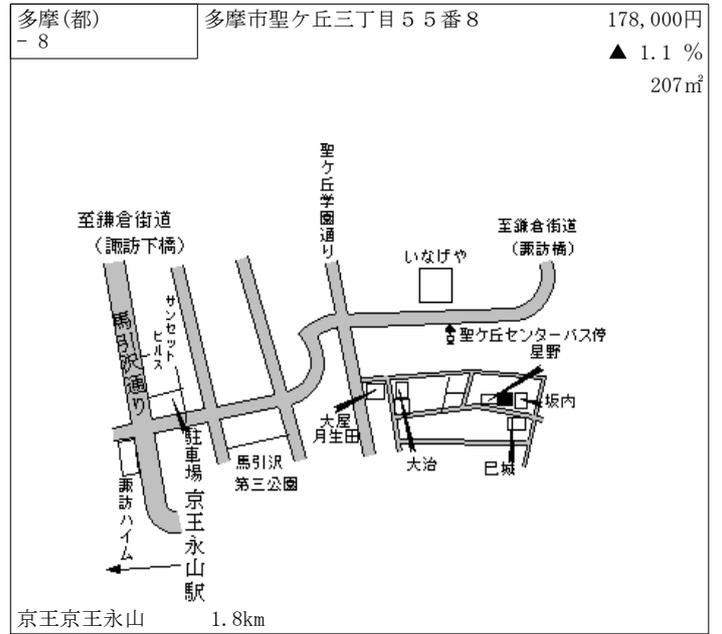 多摩(都)
- 8
多摩市聖ケ丘三丁目５５番８
178,000円
▲ 1.1 %
207㎡
聖ケ丘学園通り
至鎌倉街道
(諏訪下橋)
至鎌倉街道
(諏訪橋)
いなげや
サンセット
ヒルズ
馬引沢通り
聖ケ丘センターバス停
星野
坂内
大屋
月生田
大治
巳城
駐車場
馬引沢
第三公園
諏訪ハイム
京王永山駅
京王京王永山
1.8km